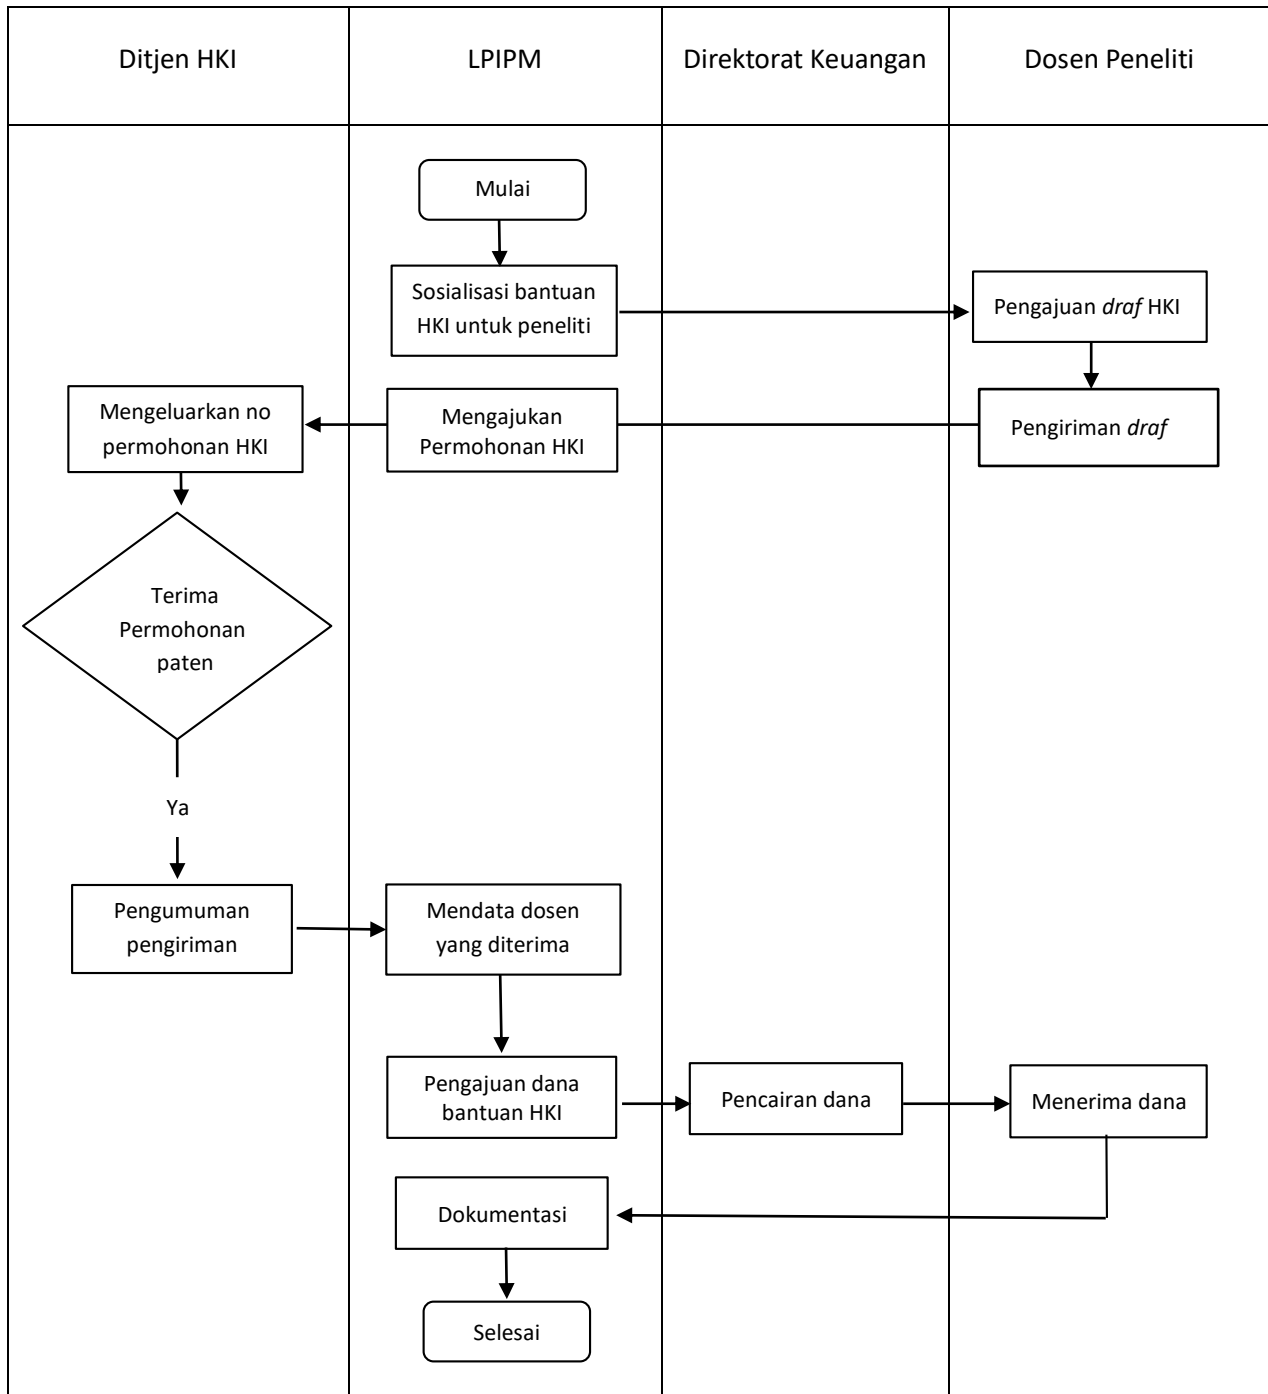 Ditjen HKI
LPIPM
Direktorat Keuangan
Dosen Peneliti
Mulai
Sosialisasi bantuan
HKI untuk peneliti
Pengajuan draf HKI
Mengeluarkan no
permohonan HKI
Mengajukan
Permohonan HKI
Pengiriman draf
Terima
Permohonan
paten
Ya
Pengumuman
pengiriman
Mendata dosen
yang diterima
Pengajuan dana
bantuan HKI
Pencairan dana
Menerima dana
Dokumentasi
Selesai